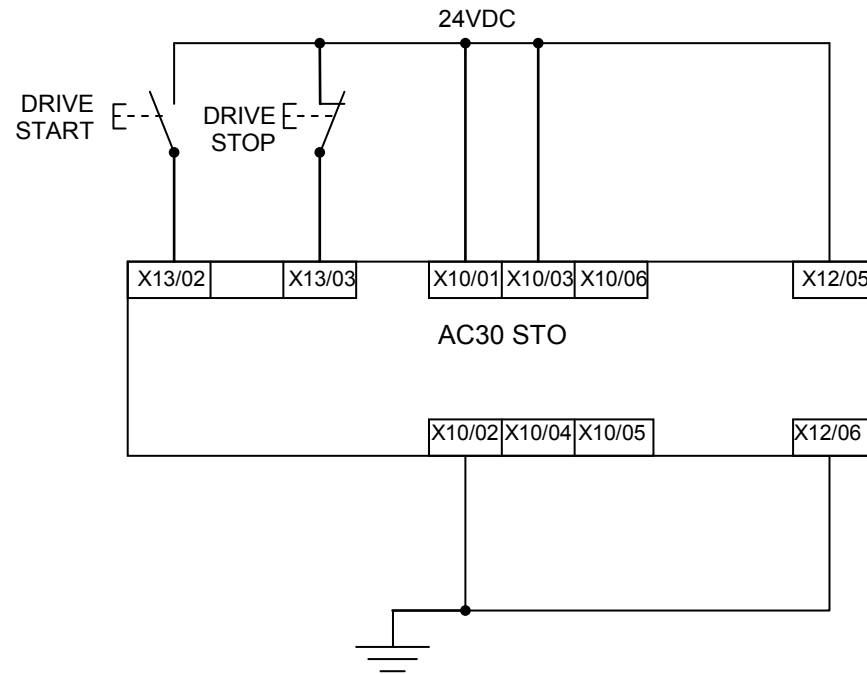 24VDC
DRIVE
START
DRIVE
STOP
X13/02
X13/03
X10/01
X10/03
X10/06
X12/05
AC30 STO
X10/02
X10/04
X10/05
X12/06